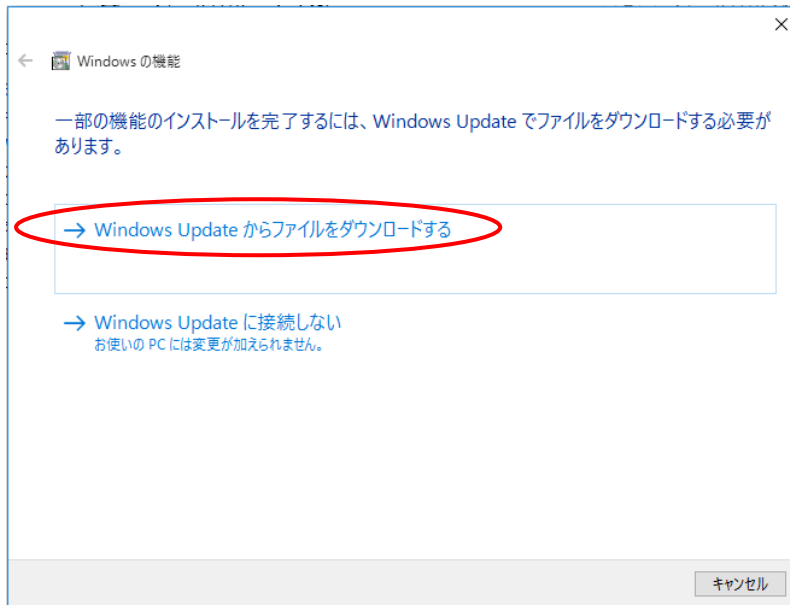 Windows の機能
一部の機能のインストールを完了するには、Windows Update でファイルをダウンロードする必要が
あります。
→ Windows Update からファイルをダウンロードする
→ Windows Update に接続しない
お使いの PC には変更が加えられません。
キャンセル